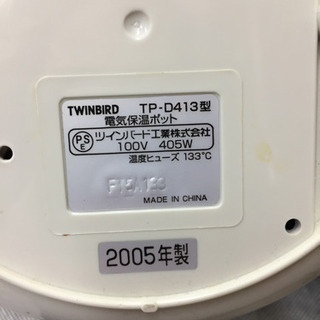 TWINBIRD TP-D413型
電気保温ポット
PSE ツインバード工業株式会社
100V 405W
温度ヒューズ 133℃
MADE IN CHINA
2005年製